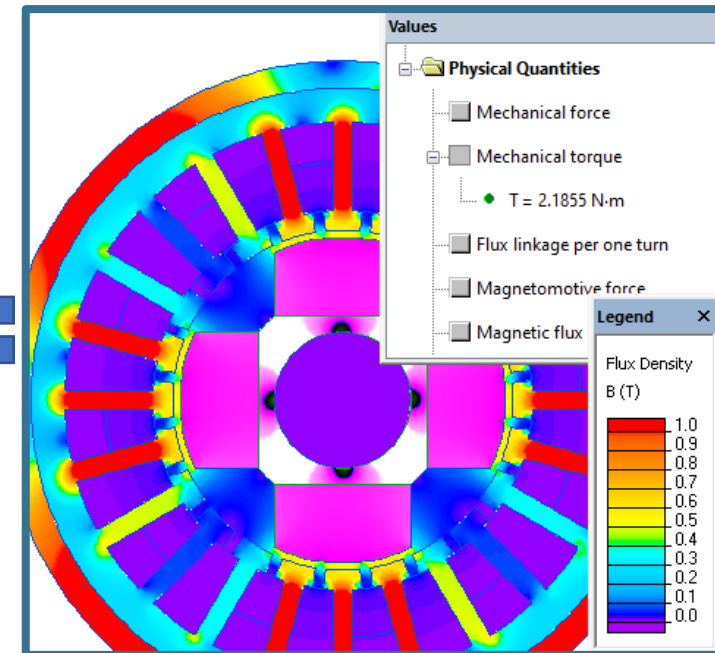 Values
Physical Quantities
Mechanical force
Mechanical torque
T = 2.1855 N·m
Flux linkage per one turn
Magnetomotive force
Magnetic flux
Legend ×
Flux Density
B (T)
1.0
0.9
0.8
0.7
0.6
0.5
0.4
0.3
0.2
0.1
0.0